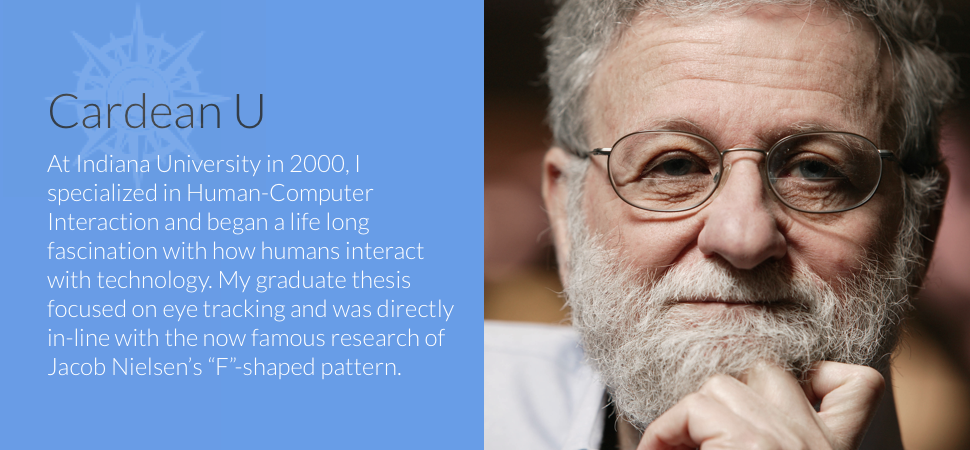 Cardean U
At Indiana University in 2000, I
specialized in Human-Computer
Interaction and began a life long
fascination with how humans interact
with technology. My graduate thesis
focused on eye tracking and was directly
in-line with the now famous research of
Jacob Nielsen’s “F”-shaped pattern.